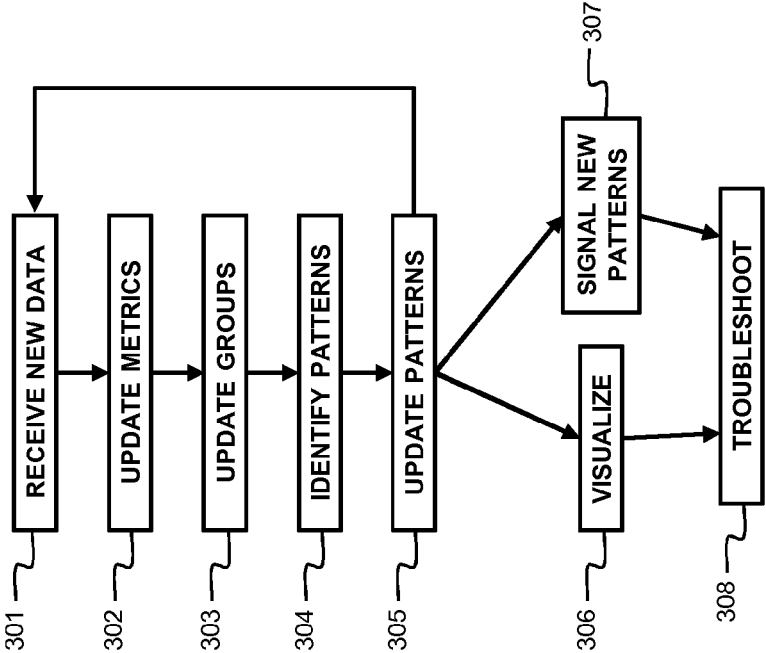 301
RECEIVE NEW DATA
302
UPDATE METRICS
303
UPDATE GROUPS
304
IDENTIFY PATTERNS
305
UPDATE PATTERNS
306
VISUALIZE
307
SIGNAL NEW
PATTERNS
308
TROUBLESHOOT